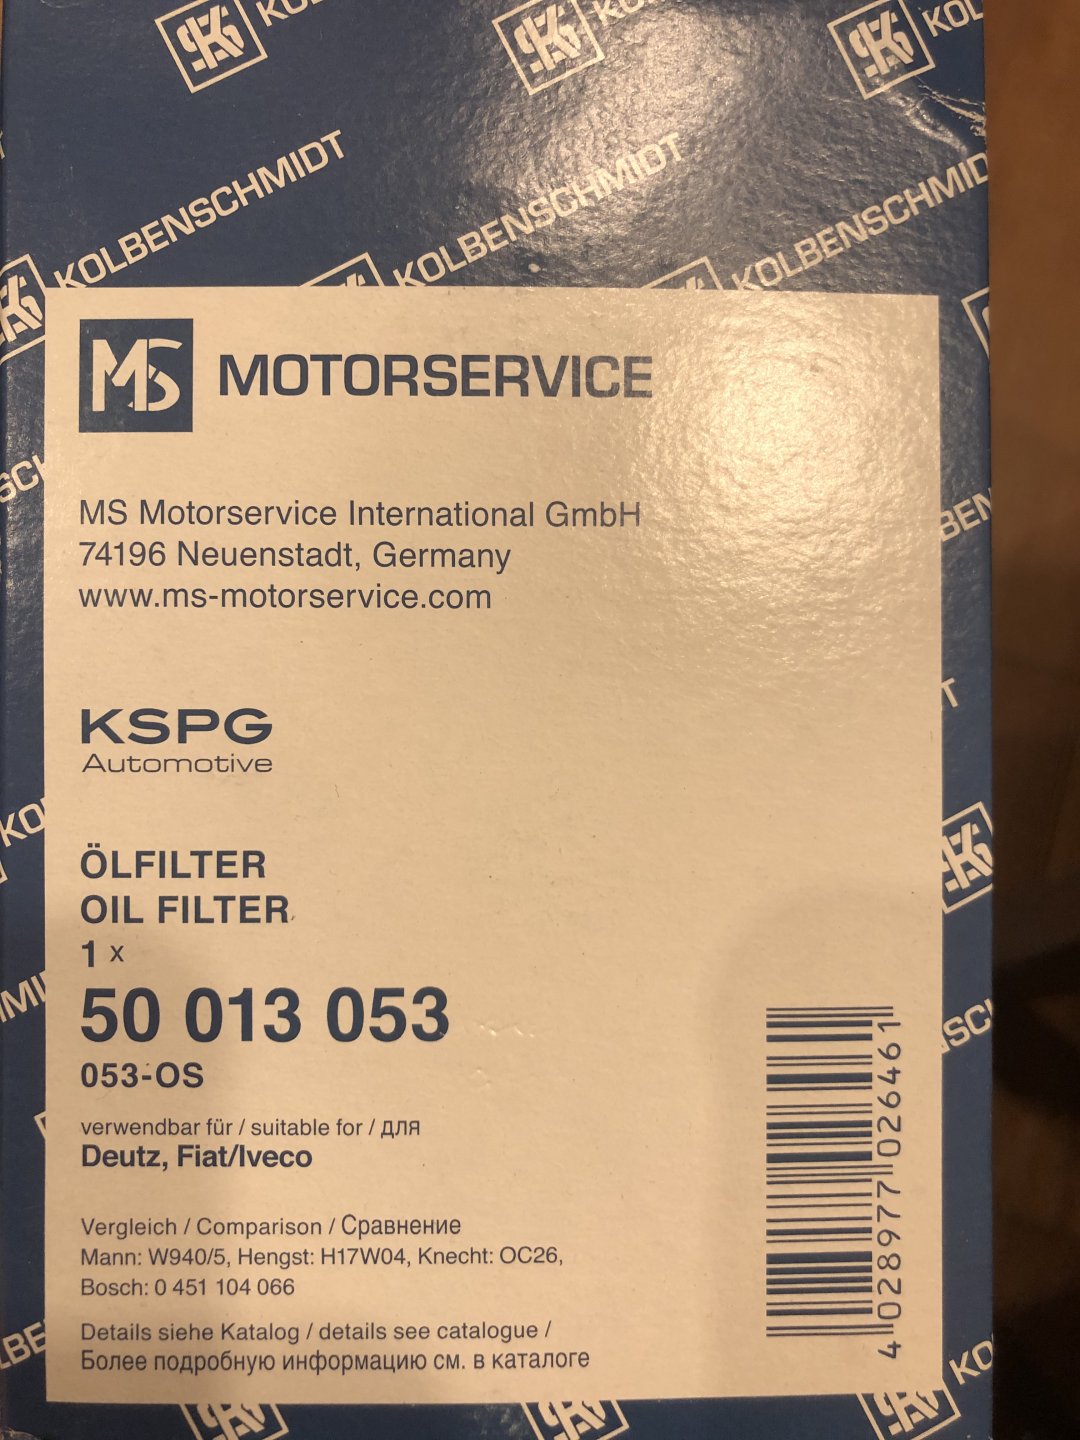 KOLBENSCHMIDT
KOLBENSCHMIDT
KOLBENSCHMID
MS MOTORSERVICE
MS Motorservice International GmbH
74196 Neuenstadt, Germany
www.ms-motorservice.com
KSPG
Automotive
ÖLFILTER
OIL FILTER
1 x
50 013 053
053-OS
verwendbar für / suitable for / для
Deutz, Fiat/Iveco
Vergleich / Comparison / Сравнение
Mann: W940/5, Hengst: H17W04, Knecht: OC26,
Bosch: 0 451 104 066
Details siehe Katalog / details see catalogue /
Более подробную информацию см. в каталоге
4 028977 026461